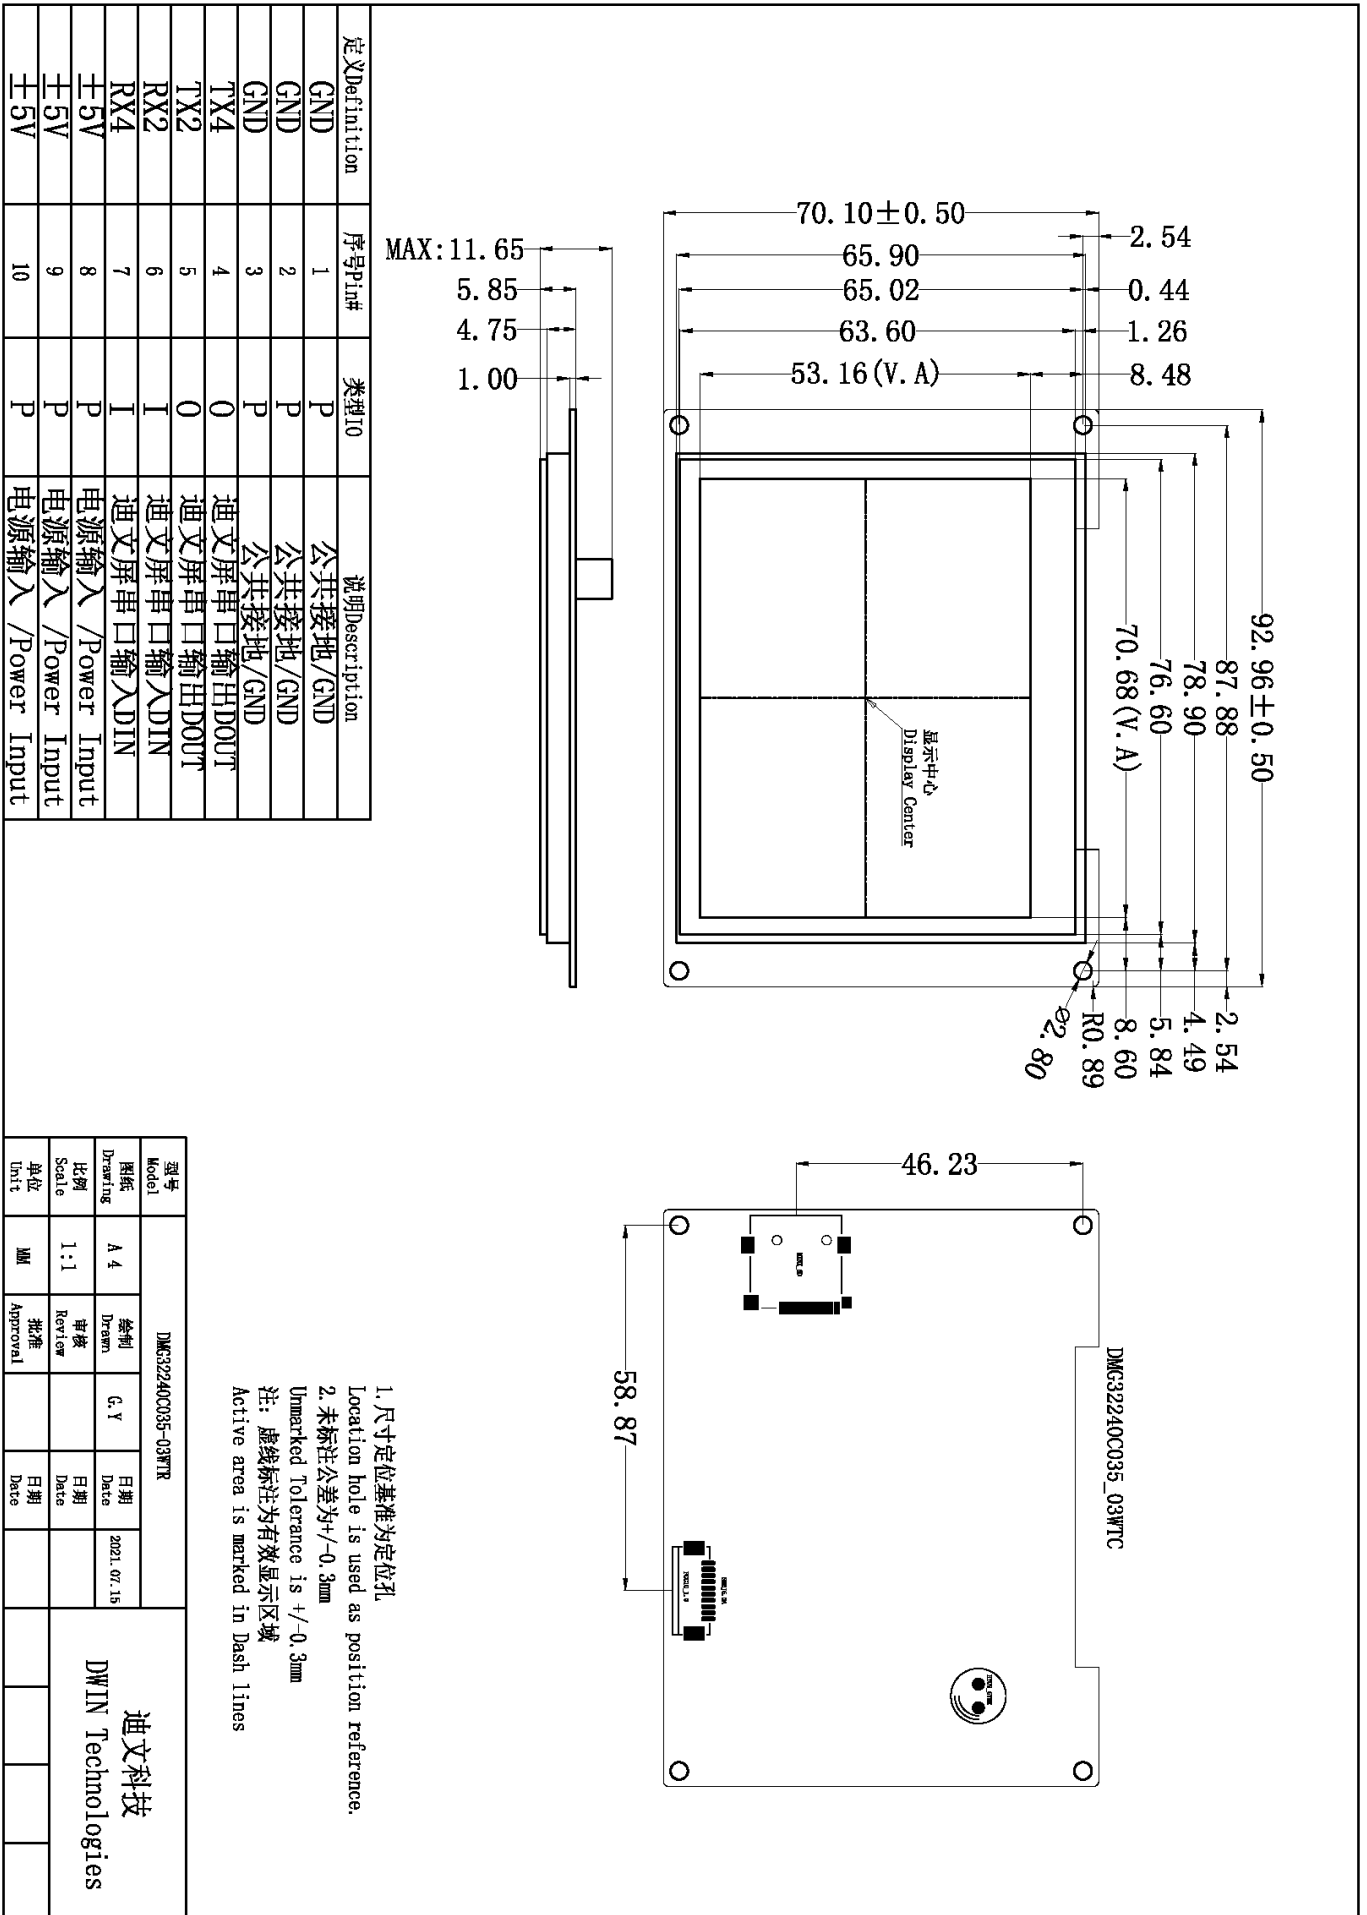 70.10±0.50
65.90
65.02
63.60
53.16(V.A)
2.54
0.44
1.26
8.48
MAX:11.65
5.85
4.75
1.00
92.96±0.50
87.88
78.90
76.60
70.68(V.A)
2.54
4.49
5.84
8.60
R0.89
ø2.80
显示中心
Display Center
46.23
58.87
DMG32240C035_03WTC
定义Definition 序号Pin# 类型IO 说明Description
GND 1 P 公共接地/GND
GND 2 P 公共接地/GND
GND 3 P 公共接地/GND
TX4 4 O 迪文屏串口输出DOUT
TX2 5 O 迪文屏串口输出DOUT
RX2 6 I 迪文屏串口输入DIN
RX4 7 I 迪文屏串口输入DIN
±5V 8 P 电源输入 /Power Input
±5V 9 P 电源输入 /Power Input
±5V 10 P 电源输入 /Power Input
1.尺寸定位基准为定位孔
Location hole is used as position reference.
2.未标注公差为+/-0.3mm
Unmarked Tolerance is +/-0.3mm
注：虚线标注为有效显示区域
Active area is marked in Dash lines
型号
Model
DMG32240C035-03WTR
图纸
Drawing
A 4
绘制
Drawn
G.Y
日期
Date
2021.07.15
比例
Scale
1:1
审核
Review
日期
Date
单位
Unit
MM
批准
Approval
日期
Date
迪文科技
DWIN Technologies